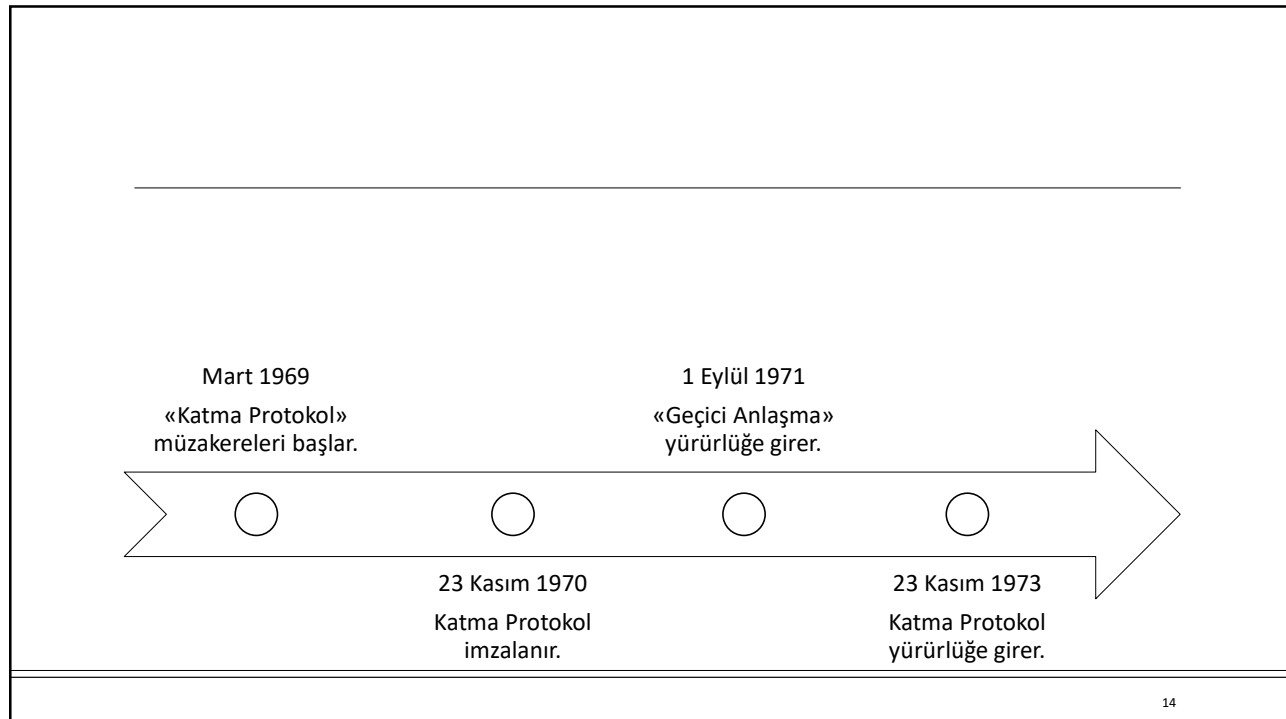 Mart 1969
«Katma Protokol»
müzakereleri başlar.
23 Kasım 1970
Katma Protokol
imzalanır.
1 Eylül 1971
«Geçici Anlaşma»
yürürlüğe girer.
23 Kasım 1973
Katma Protokol
yürürlüğe girer.
14